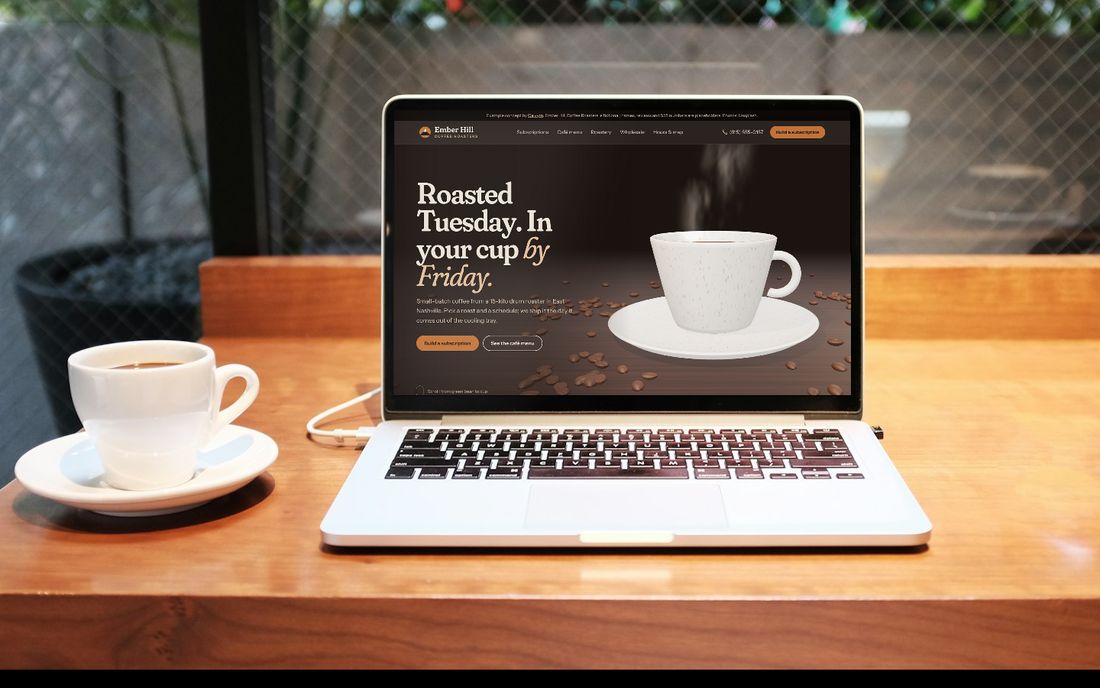 Ember Hill
COFFEE ROASTERS
Subscriptions Café menu Roastery Wholesale Hours & map
Build a subscription
Roasted
Tuesday. In
your cup by
Friday.
Small-batch coffee from a 15-kilo drum roaster in East
Nashville. Pick a roast and a schedule; we ship it the day it
comes out of the cooling tray.
Build a subscription See the café menu